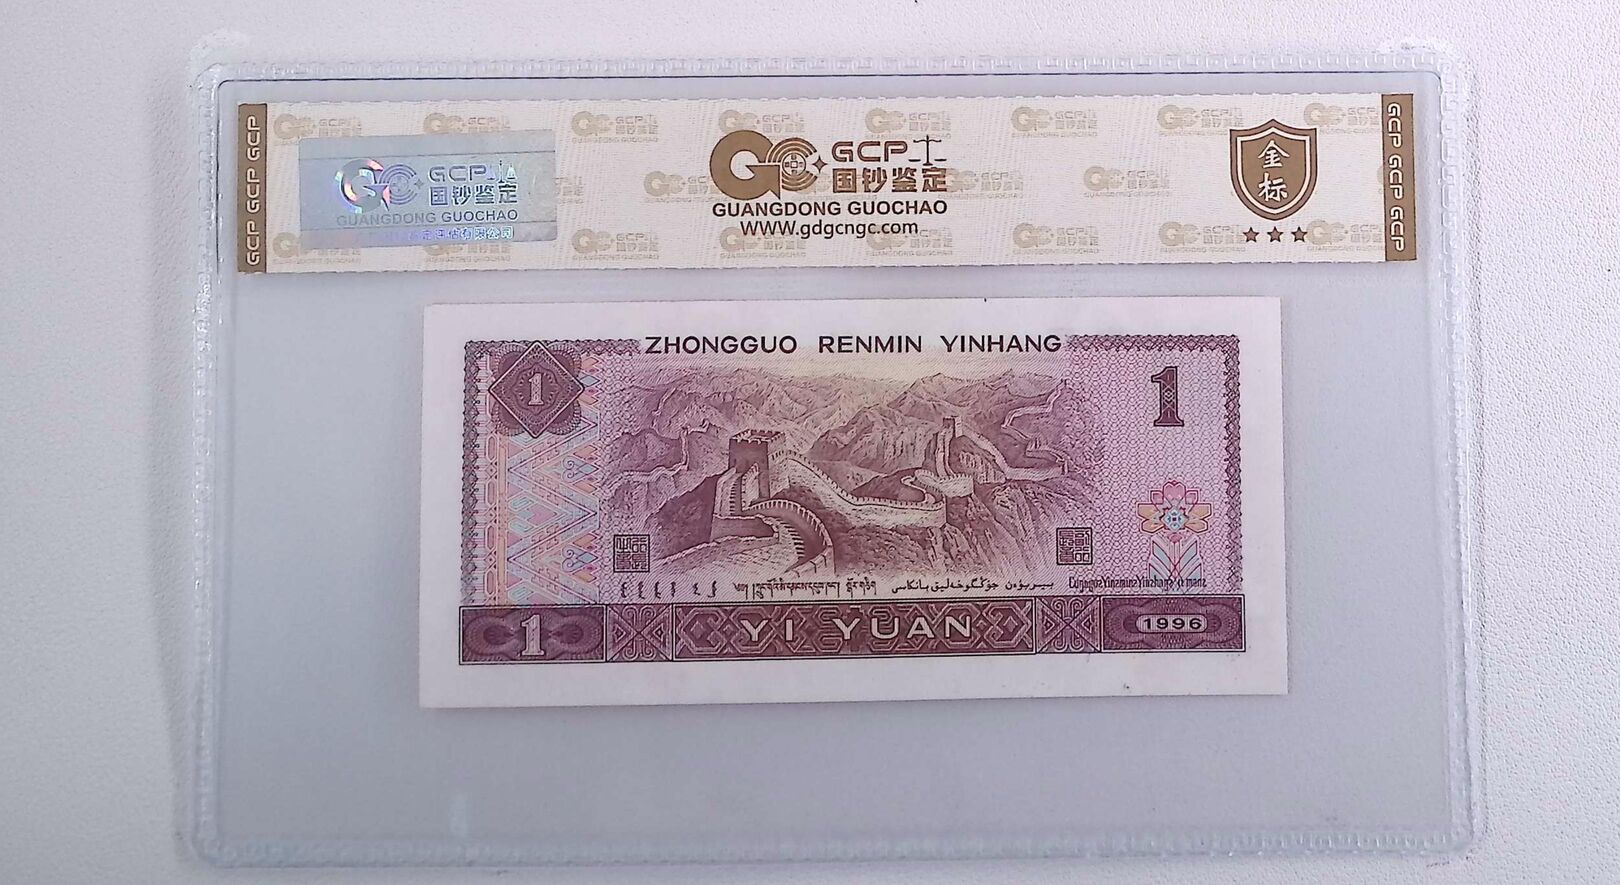 GCP GCP GCP
GCP
国钞鉴定
GUANGDONG GUOCHAO
GCP
国钞鉴定
GUANGDONG GUOCHAO
www.gdgcngc.com
金标
GCP GCP GCP
ZHONGGUO RENMIN YINHANG
1
1
YI YUAN
1
1996